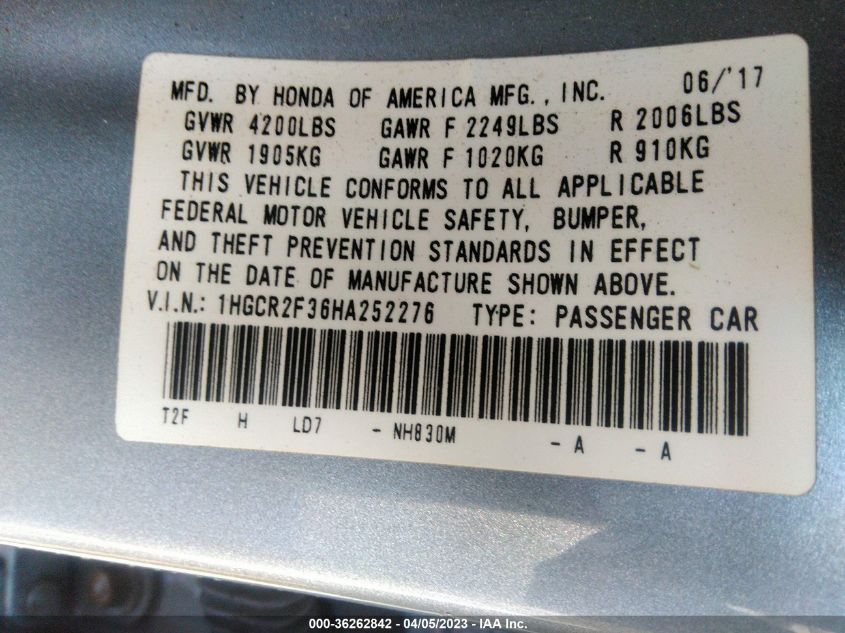 MFD. BY HONDA OF AMERICA MFG., INC. 06/'17
GVWR 4200LBS GAWR F 2249LBS R 2006LBS
GVWR 1905KG GAWR F 1020KG R 910KG
THIS VEHICLE CONFORMS TO ALL APPLICABLE
FEDERAL MOTOR VEHICLE SAFETY, BUMPER,
AND THEFT PREVENTION STANDARDS IN EFFECT
ON THE DATE OF MANUFACTURE SHOWN ABOVE.
V.I.N.: 1HGCR2F36HA252276 TYPE: PASSENGER CAR
T2F H LD7 - NH830M - A - A
000-36262842 - 04/05/2023 - IAA Inc.